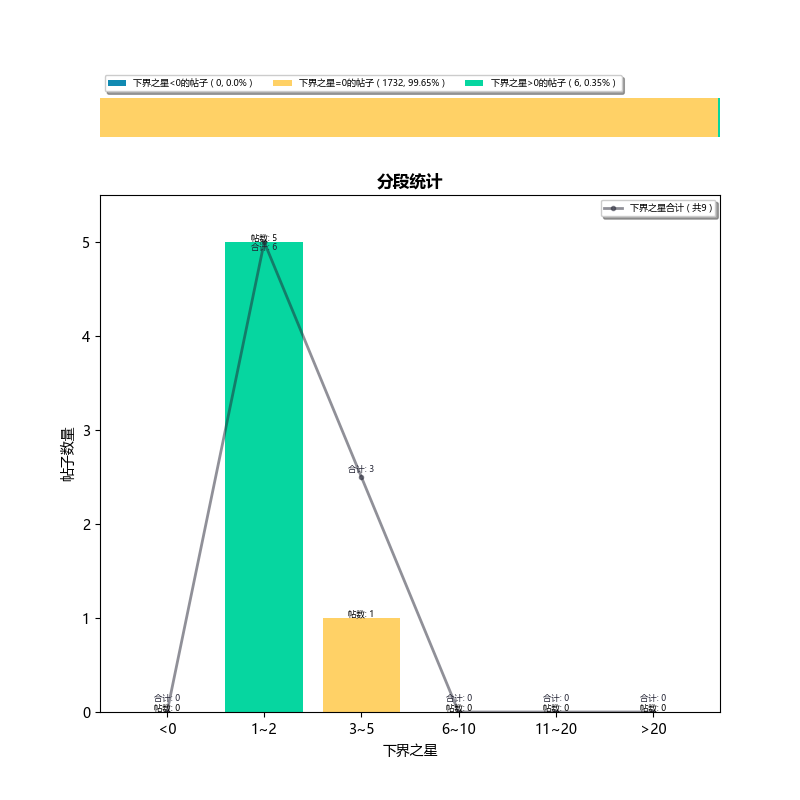 下界之星<0的帖子 ( 0, 0.0% ) 下界之星=0的帖子 ( 1732, 99.65% ) 下界之星>0的帖子 ( 6, 0.35% )
分段统计
下界之星合计 ( 共9 )
5
4
3
2
1
0
帖子数量
帖数: 5
合计: 6
合计: 3
帖数: 1
合计: 0
帖数: 0
合计: 0
帖数: 0
合计: 0
帖数: 0
合计: 0
帖数: 0
<0 1~2 3~5 6~10 11~20 >20
下界之星